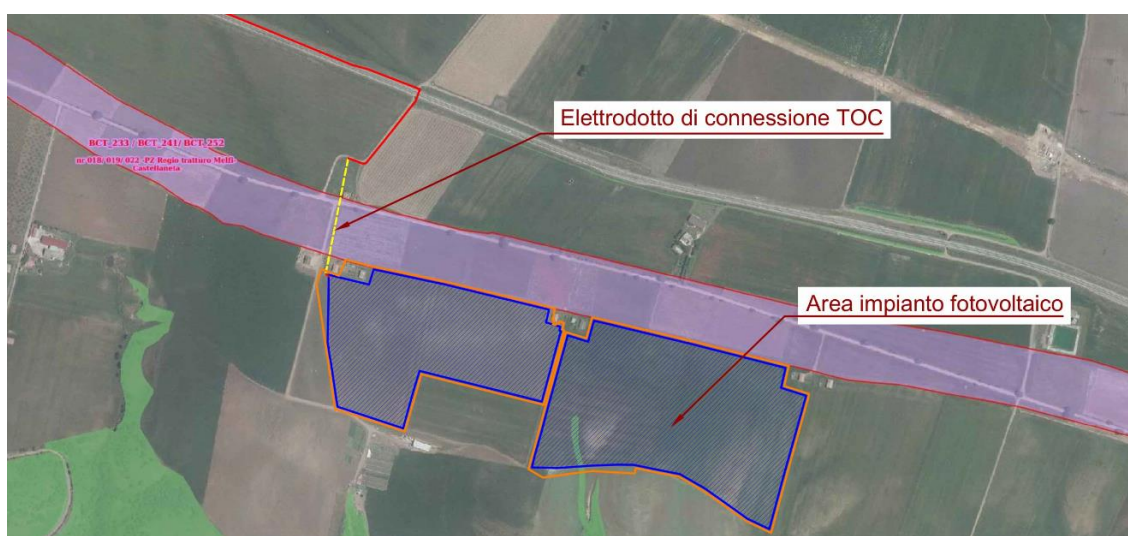 Elettrodotto di connessione TOC
BCT_233 / BCT_241/ BCT_252
nr 018/ 019/ 022 -PZ Regio tratturo Melfi-
Castellaneta
Area impianto fotovoltaico